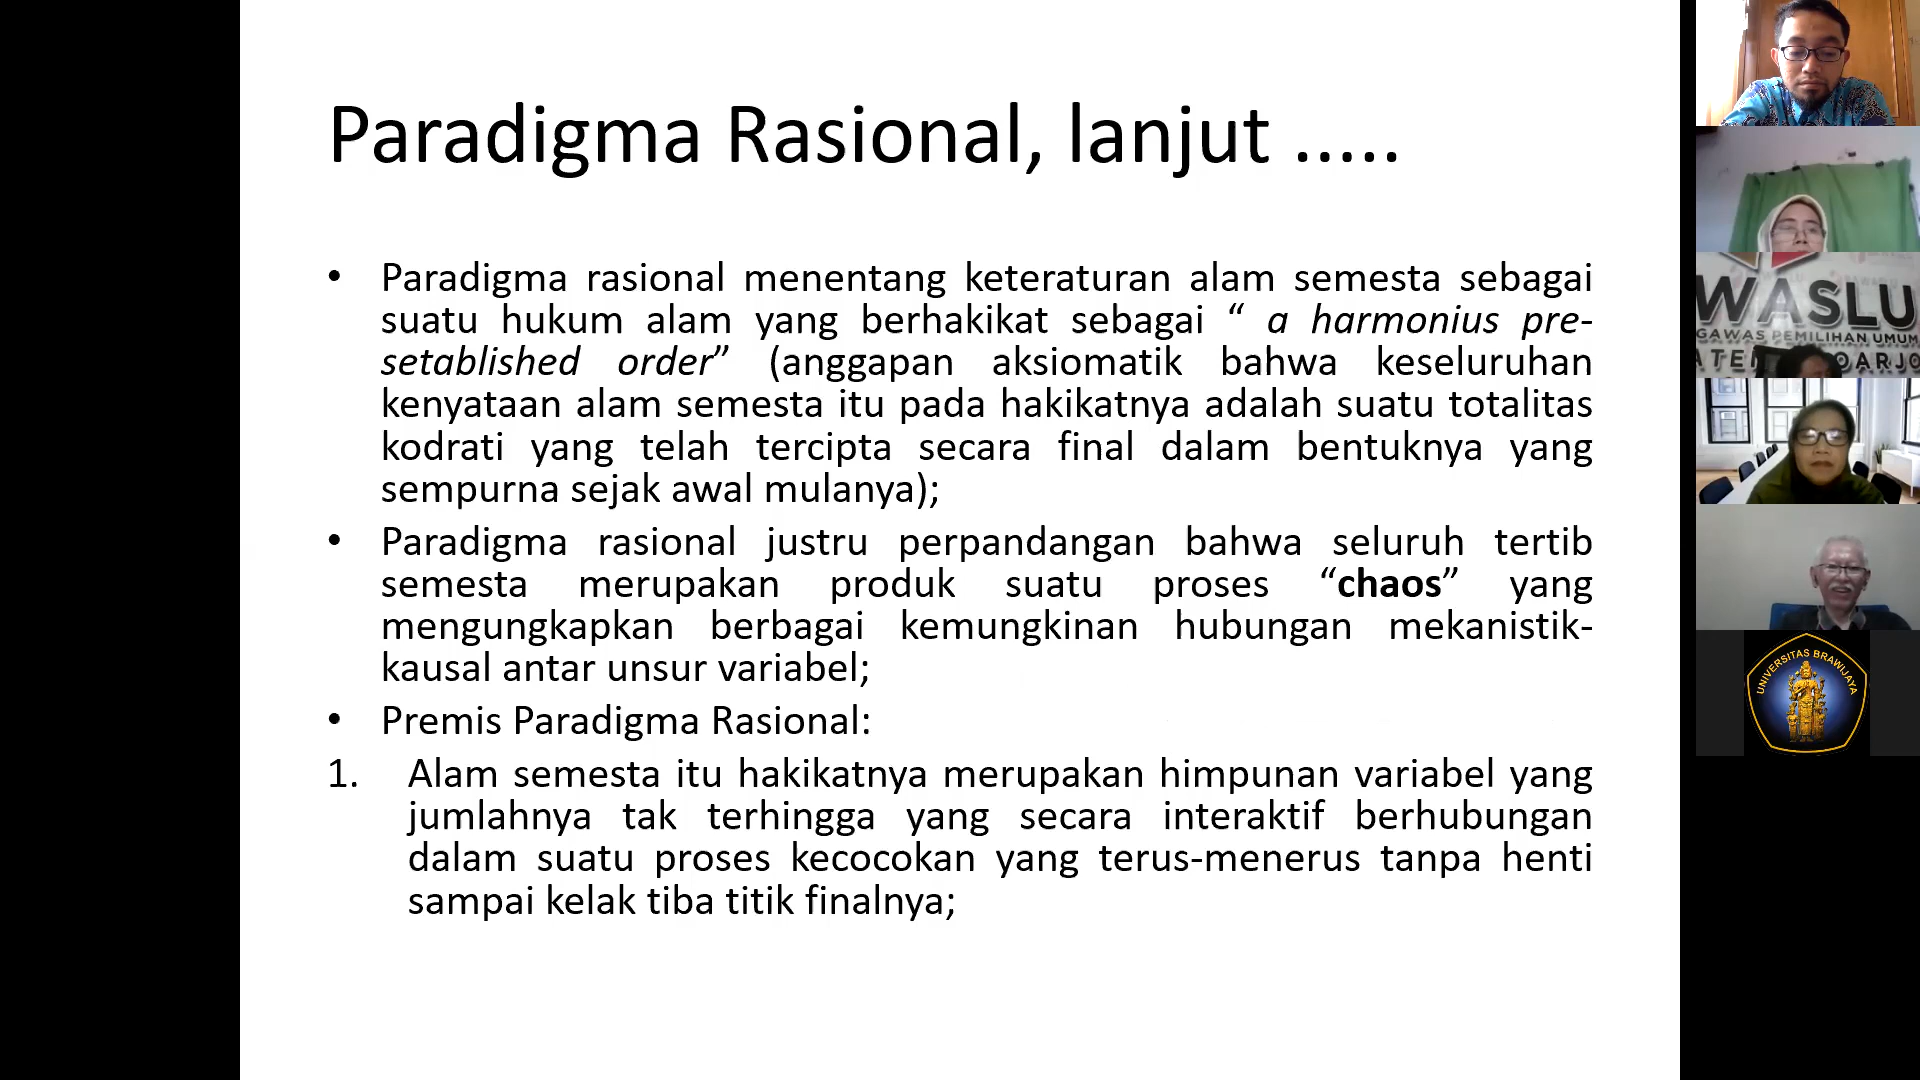 Paradigma Rasional, lanjut .....
• Paradigma rasional menentang keteraturan alam semesta sebagai
suatu hukum alam yang berhakikat sebagai “ a harmonius pre-
setablished order” (anggapan aksiomatik bahwa keseluruhan
kenyataan alam semesta itu pada hakikatnya adalah suatu totalitas
kodrati yang telah tercipta secara final dalam bentuknya yang
sempurna sejak awal mulanya);
• Paradigma rasional justru perpandangan bahwa seluruh tertib
semesta merupakan produk suatu proses “chaos” yang
mengungkapkan berbagai kemungkinan hubungan mekanistik-
kausal antar unsur variabel;
• Premis Paradigma Rasional:
1. Alam semesta itu hakikatnya merupakan himpunan variabel yang
jumlahnya tak terhingga yang secara interaktif berhubungan
dalam suatu proses kecocokan yang terus-menerus tanpa henti
sampai kelak tiba titik finalnya;
WASLU
GAWAS PEMILIHAN UMUM
OARJO
UNIVERSITAS BRAWIJAYA